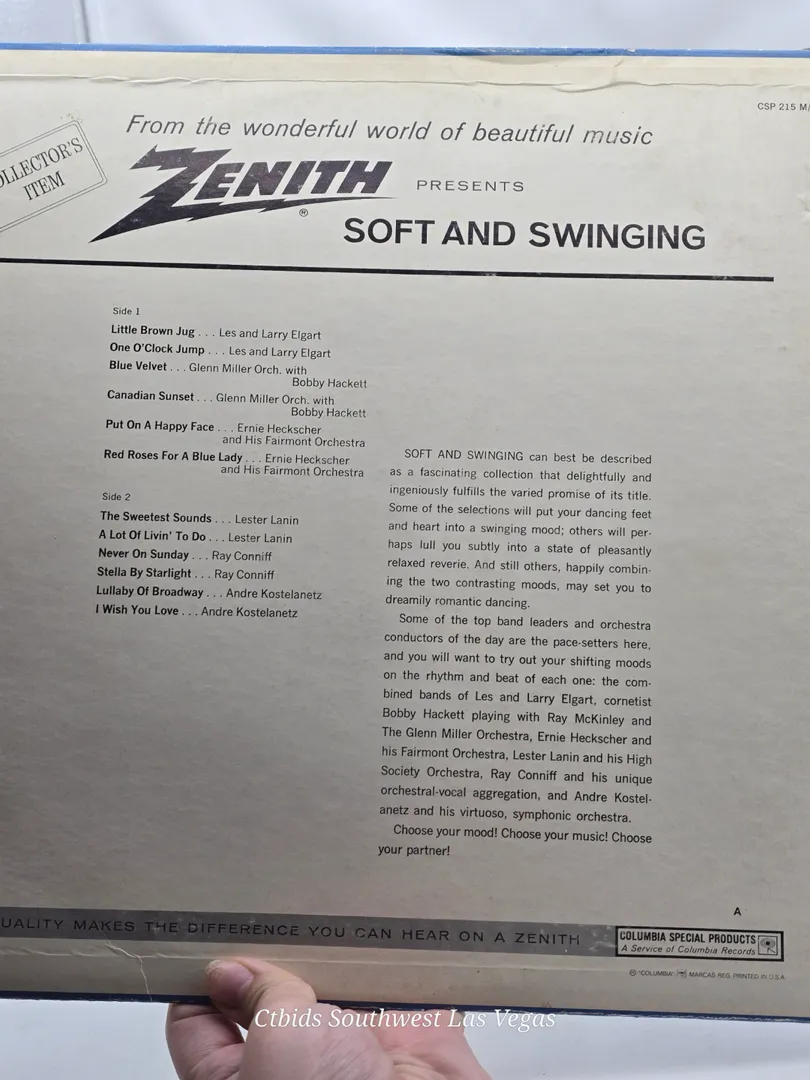 CSP 215 M/
From the wonderful world of beautiful music
OLLECTOR'S
ITEM
ZENITH®
PRESENTS
SOFT AND SWINGING
Side 1
Little Brown Jug . . . Les and Larry Elgart
One O'Clock Jump . . . Les and Larry Elgart
Blue Velvet . . . Glenn Miller Orch. with
Bobby Hackett
Canadian Sunset . . . Glenn Miller Orch. with
Bobby Hackett
Put On A Happy Face . . . Ernie Heckscher
and His Fairmont Orchestra
Red Roses For A Blue Lady . . . Ernie Heckscher
and His Fairmont Orchestra
Side 2
The Sweetest Sounds . . . Lester Lanin
A Lot Of Livin' To Do . . . Lester Lanin
Never On Sunday . . . Ray Conniff
Stella By Starlight . . . Ray Conniff
Lullaby Of Broadway . . . Andre Kostelanetz
I Wish You Love . . . Andre Kostelanetz
SOFT AND SWINGING can best be described
as a fascinating collection that delightfully and
ingeniously fulfills the varied promise of its title.
Some of the selections will put your dancing feet
and heart into a swinging mood; others will per-
haps lull you subtly into a state of pleasantly
relaxed reverie. And still others, happily combin-
ing the two contrasting moods, may set you to
dreamily romantic dancing.
Some of the top band leaders and orchestra
conductors of the day are the pace-setters here,
and you will want to try out your shifting moods
on the rhythm and beat of each one: the com-
bined bands of Les and Larry Elgart, cornetist
Bobby Hackett playing with Ray McKinley and
The Glenn Miller Orchestra, Ernie Heckscher and
his Fairmont Orchestra, Lester Lanin and his High
Society Orchestra, Ray Conniff and his unique
orchestral-vocal aggregation, and Andre Kostel-
anetz and his virtuoso, symphonic orchestra.
Choose your mood! Choose your music! Choose
your partner!
A
UALITY MAKES THE DIFFERENCE YOU CAN HEAR ON A ZENITH
COLUMBIA SPECIAL PRODUCTS
A Service of Columbia Records
® "COLUMBIA" MARCAS REG. PRINTED IN U.S.A.
Ctbids Southwest Las Vegas